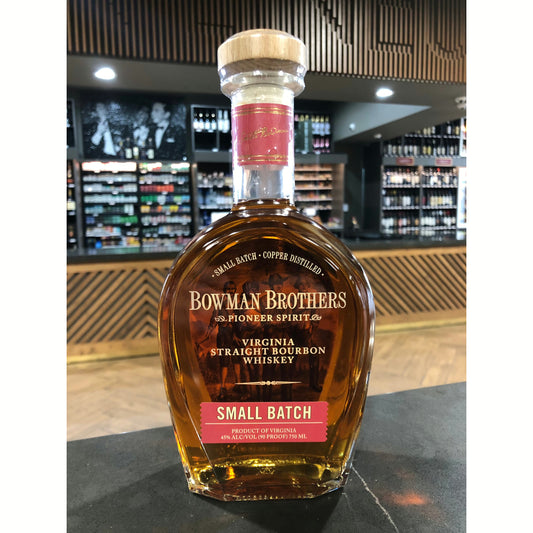 SMALL BATCH • COPPER DISTILLED
BOWMAN BROTHERS
PIONEER SPIRIT
VIRGINIA
STRAIGHT BOURBON
WHISKEY
SMALL BATCH
PRODUCT OF VIRGINIA
45% ALC/VOL (90 PROOF) 750 ML